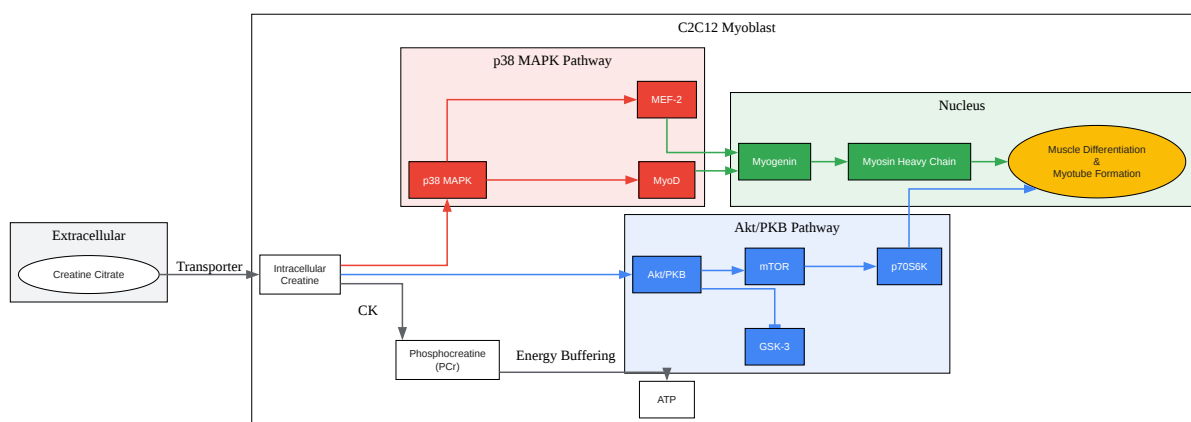 C2C12 Myoblast
p38 MAPK Pathway
MEF-2
Nucleus
Myogenin
Myosin Heavy Chain
Muscle Differentiation
&
Myotube Formation
p38 MAPK
MyoD
Extracellular
Creatine Citrate
Transporter
Intracellular
Creatine
Akt/PKB Pathway
Akt/PKB
mTOR
p70S6K
GSK-3
CK
Phosphocreatine
(PCr)
Energy Buffering
ATP